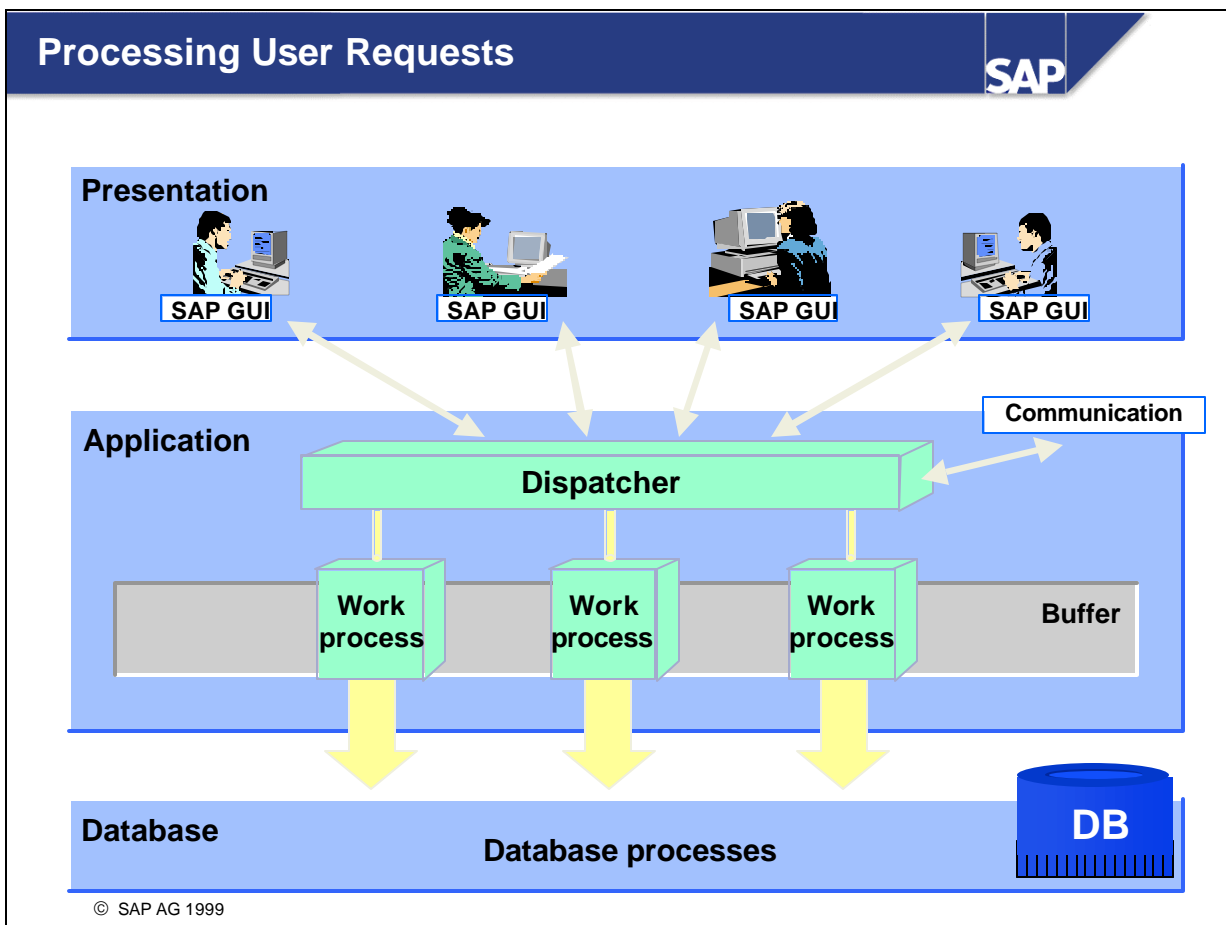 Processing User Requests
SAP
Presentation
SAP GUI
SAP GUI
SAP GUI
SAP GUI
Communication
Application
Dispatcher
Work
process
Work
process
Work
process
Buffer
Database
Database processes
DB
© SAP AG 1999